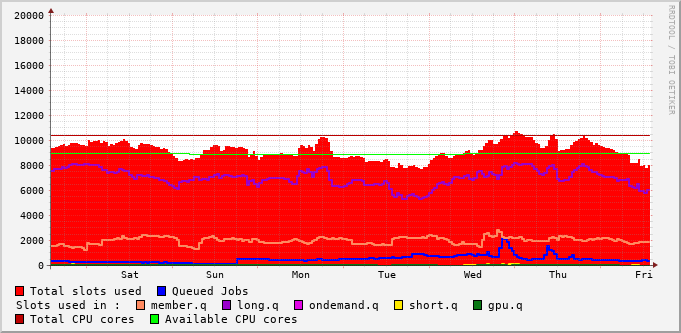 20000
18000
16000
14000
12000
10000
8000
6000
4000
2000
0
Sat Sun Mon Tue Wed Thu Fri
Total slots used Queued Jobs
Slots used in : member.q long.q ondemand.q short.q gpu.q
Total CPU cores Available CPU cores
RRDTOOL / TOBI OETIKER